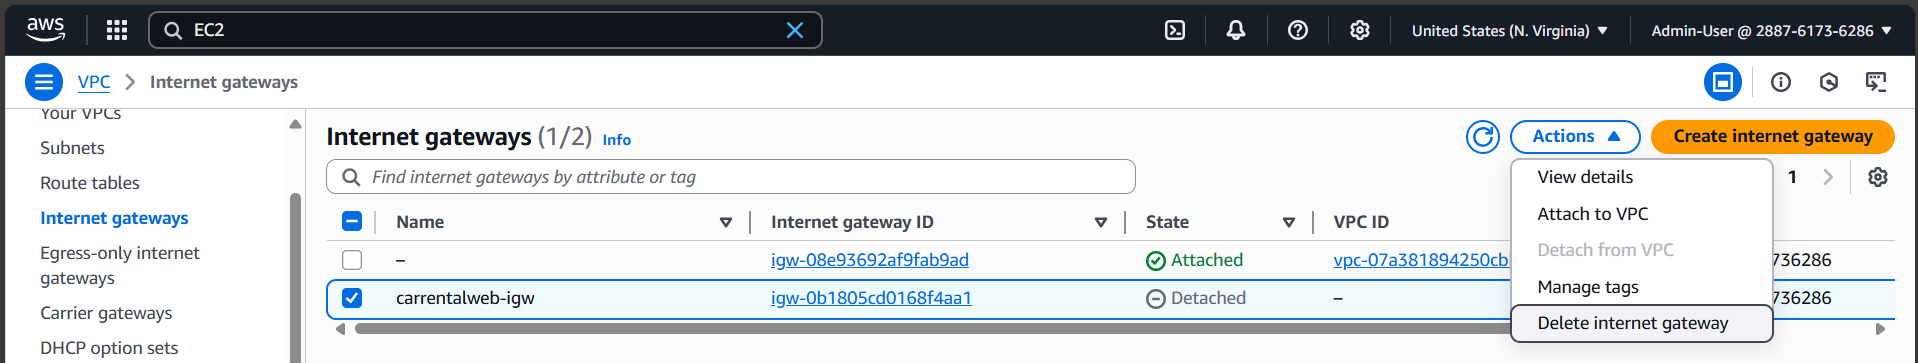 aws
EC2
United States (N. Virginia)
Admin-User @ 2887-6173-6286
VPC
Internet gateways
Your VPCs
Subnets
Route tables
Internet gateways
Egress-only internet
gateways
Carrier gateways
DHCP option sets
Internet gateways (1/2) Info
Actions
Create internet gateway
Find internet gateways by attribute or tag
1
Name Internet gateway ID State VPC ID
– igw-08e93692af9fab9ad Attached vpc-07a381894250cb 736286
carrentalweb-igw igw-0b1805cd0168f4aa1 Detached – 736286
View details
Attach to VPC
Detach from VPC
Manage tags
Delete internet gateway